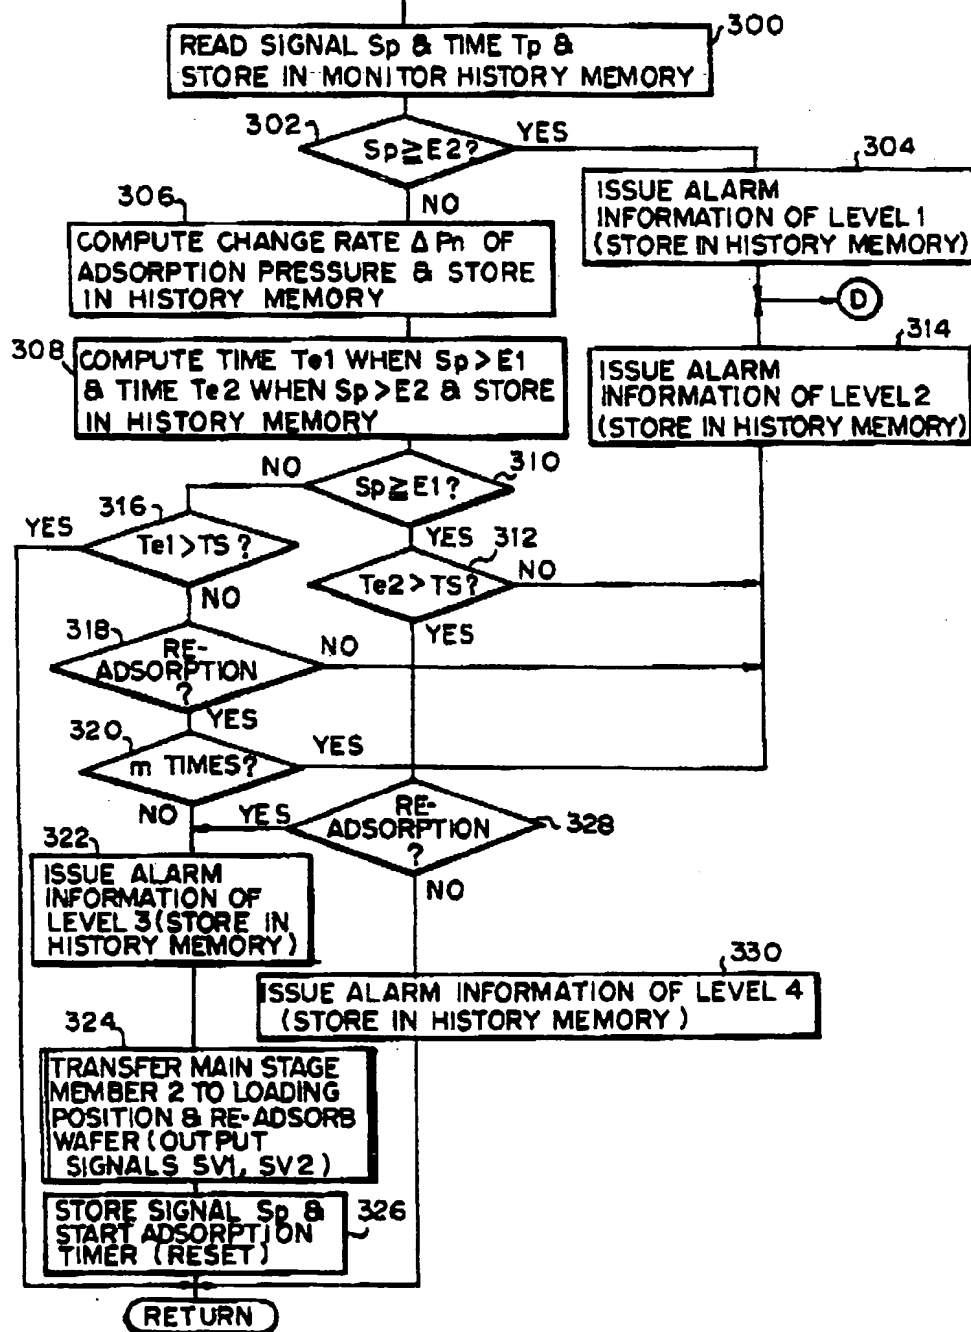 300
READ SIGNAL Sp & TIME Tp &
STORE IN MONITOR HISTORY MEMORY
302
Sp≧E2?
YES
NO
304
ISSUE ALARM
INFORMATION OF LEVEL 1
(STORE IN HISTORY MEMORY)
306
COMPUTE CHANGE RATE Δ Pn OF
ADSORPTION PRESSURE & STORE
IN HISTORY MEMORY
D
308
COMPUTE TIME Te1 WHEN Sp>E1
& TIME Te2 WHEN Sp>E2 & STORE
IN HISTORY MEMORY
314
ISSUE ALARM
INFORMATION OF LEVEL 2
(STORE IN HISTORY MEMORY)
310
Sp≧E1?
NO
YES
316
Te1>TS?
YES
NO
312
Te2>TS?
NO
YES
318
RE-
ADSORPTION
?
NO
YES
320
m TIMES?
YES
NO
328
RE-
ADSORPTION
?
YES
NO
322
ISSUE ALARM
INFORMATION OF
LEVEL 3(STORE IN
HISTORY MEMORY)
330
ISSUE ALARM INFORMATION OF LEVEL 4
(STORE IN HISTORY MEMORY)
324
TRANSFER MAIN STAGE
MEMBER 2 TO LOADING
POSITION & RE-ADSORB
WAFER (OUTPUT
SIGNALS SV1, SV2)
326
STORE SIGNAL Sp &
START ADSORPTION
TIMER (RESET)
RETURN